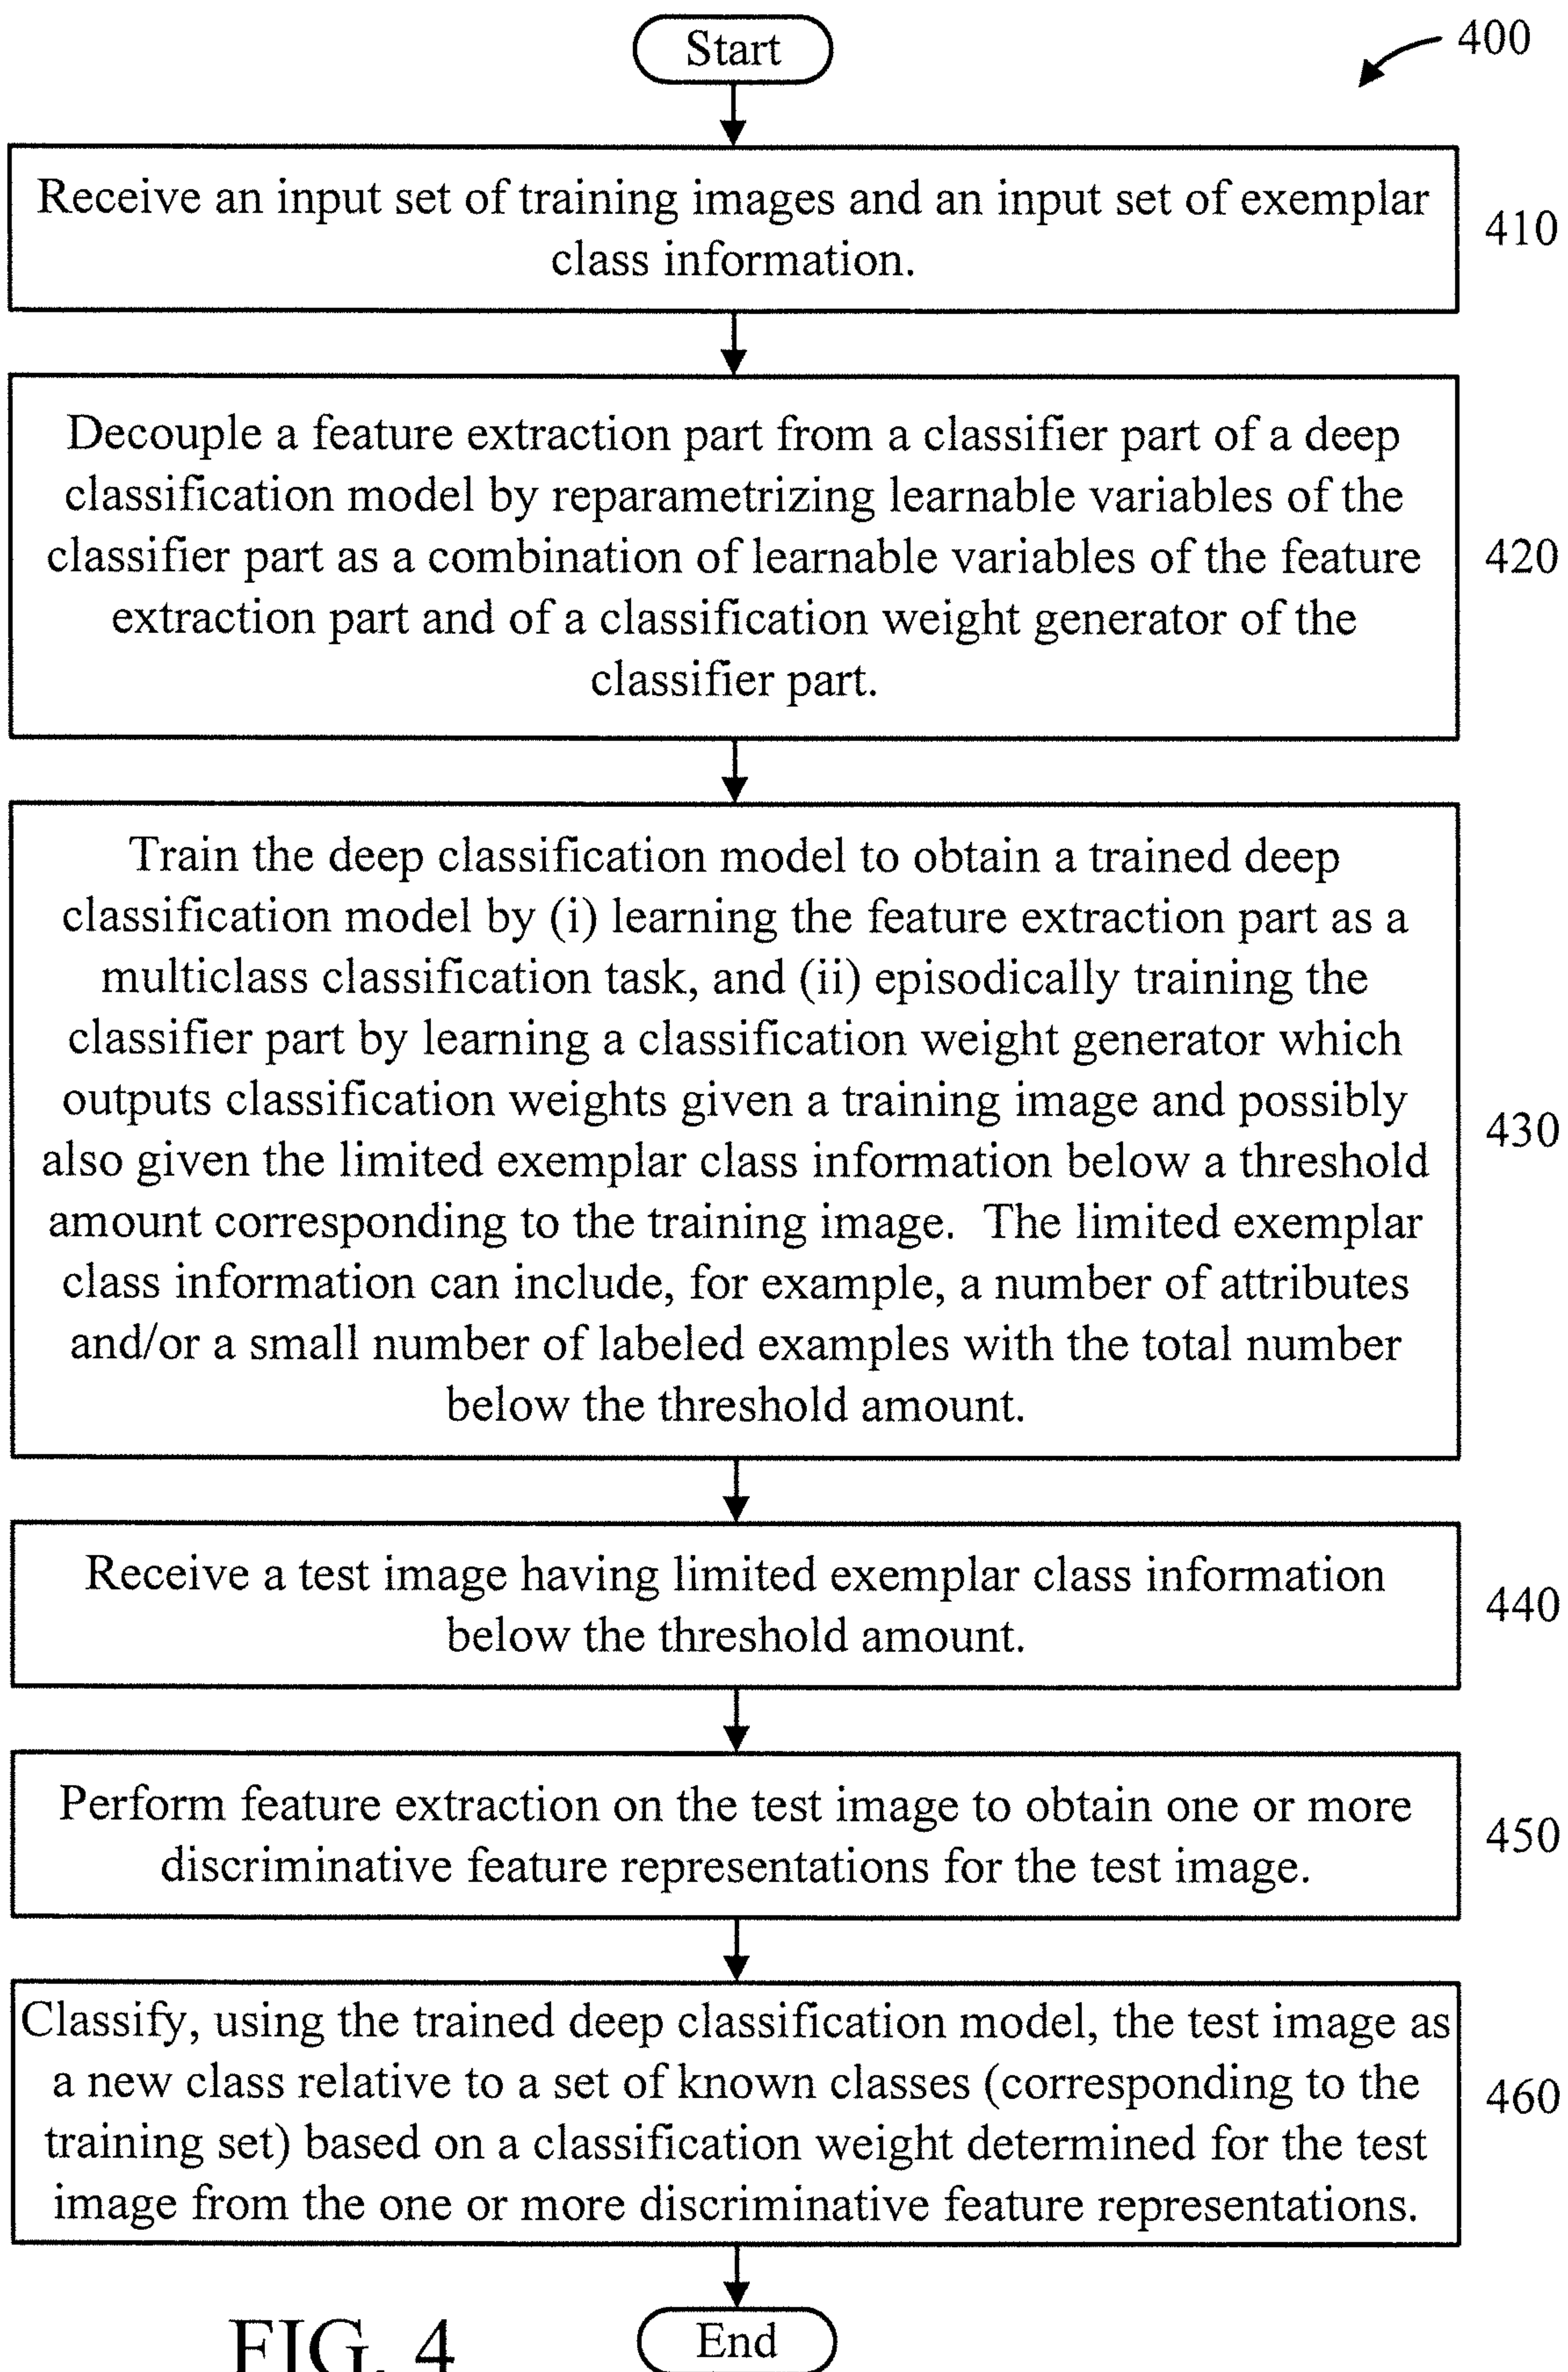 Start
400
Receive an input set of training images and an input set of exemplar
class information.
410
Decouple a feature extraction part from a classifier part of a deep
classification model by reparametrizing learnable variables of the
classifier part as a combination of learnable variables of the feature
extraction part and of a classification weight generator of the
classifier part.
420
Train the deep classification model to obtain a trained deep
classification model by (i) learning the feature extraction part as a
multiclass classification task, and (ii) episodically training the
classifier part by learning a classification weight generator which
outputs classification weights given a training image and possibly
also given the limited exemplar class information below a threshold
amount corresponding to the training image. The limited exemplar
class information can include, for example, a number of attributes
and/or a small number of labeled examples with the total number
below the threshold amount.
430
Receive a test image having limited exemplar class information
below the threshold amount.
440
Perform feature extraction on the test image to obtain one or more
discriminative feature representations for the test image.
450
Classify, using the trained deep classification model, the test image as
a new class relative to a set of known classes (corresponding to the
training set) based on a classification weight determined for the test
image from the one or more discriminative feature representations.
460
End
FIG. 4